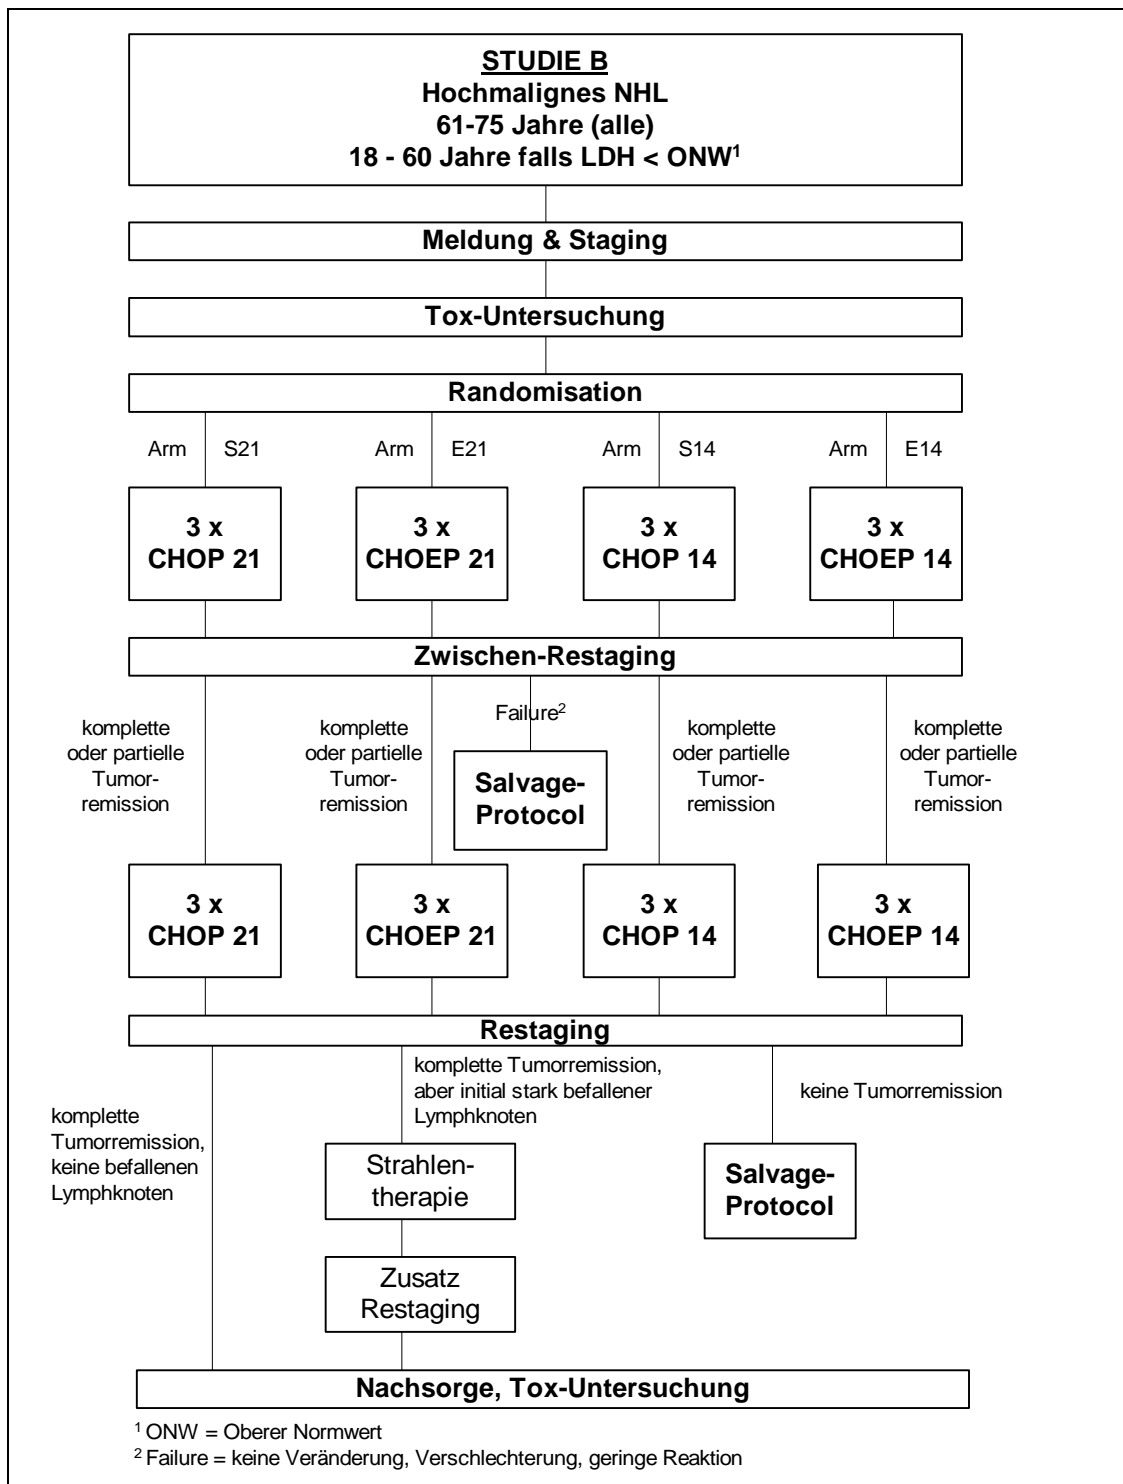 STUDIE B
Hochmalignes NHL
61-75 Jahre (alle)
18 - 60 Jahre falls LDH < ONW¹
Meldung & Staging
Tox-Untersuchung
Randomisation
Arm S21
Arm E21
Arm S14
Arm E14
3 x
CHOP 21
3 x
CHOEP 21
3 x
CHOP 14
3 x
CHOEP 14
Zwischen-Restaging
komplette
oder partielle
Tumor-
remission
komplette
oder partielle
Tumor-
remission
Failure²
Salvage-
Protocol
komplette
oder partielle
Tumor-
remission
komplette
oder partielle
Tumor-
remission
3 x
CHOP 21
3 x
CHOEP 21
3 x
CHOP 14
3 x
CHOEP 14
Restaging
komplette
Tumorremission,
keine befallenen
Lymphknoten
komplette Tumorremission,
aber initial stark befallener
Lymphknoten
keine Tumorremission
Strahlen-
therapie
Salvage-
Protocol
Zusatz
Restaging
Nachsorge, Tox-Untersuchung
¹ ONW = Oberer Normwert
² Failure = keine Veränderung, Verschlechterung, geringe Reaktion